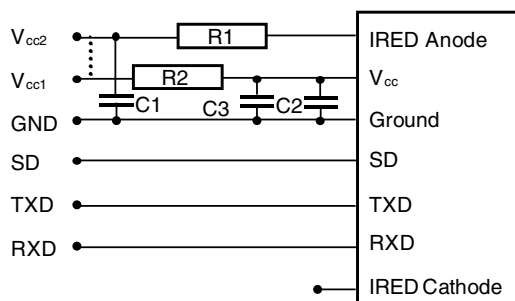 Vcc2 R1 IRED Anode
Vcc1 R2 Vcc
C1 C3 C2
GND Ground
SD SD
TXD TXD
RXD RXD
IRED Cathode